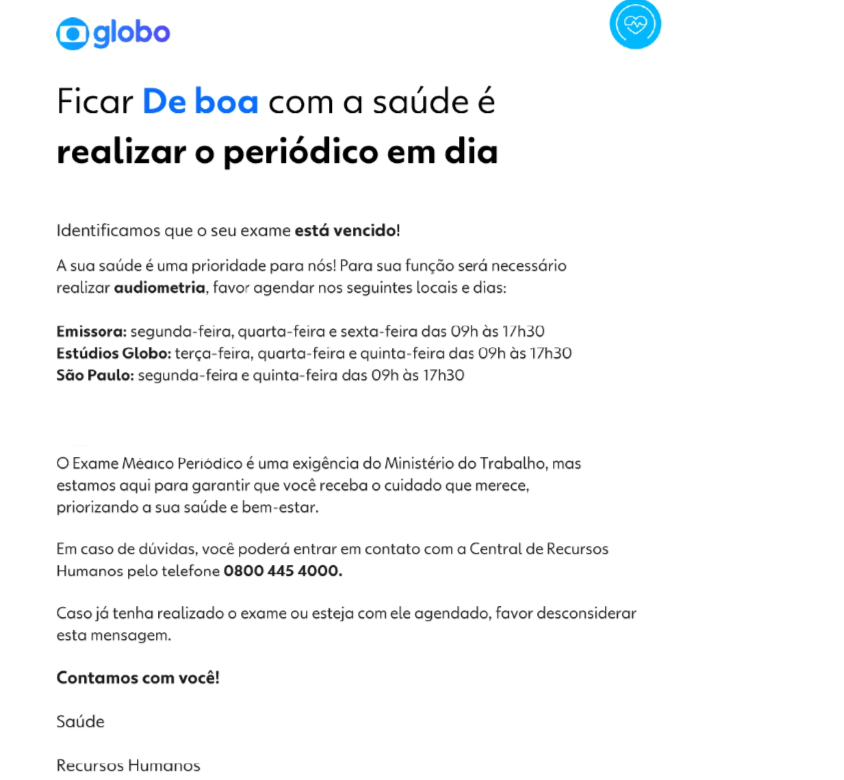 globo
Ficar De boa com a saúde é
realizar o periódico em dia
Identificamos que o seu exame está vencido!
A sua saúde é uma prioridade para nós! Para sua função será necessário
realizar audiometria, favor agendar nos seguintes locais e dias:
Emissora: segunda-feira, quarta-feira e sexta-feira das 09h às 17h30
Estúdios Globo: terça-feira, quarta-feira e quinta-feira das 09h às 17h30
São Paulo: segunda-feira e quinta-feira das 09h às 17h30
O Exame Médico Periódico é uma exigência do Ministério do Trabalho, mas
estamos aqui para garantir que você receba o cuidado que merece,
priorizando a sua saúde e bem-estar.
Em caso de dúvidas, você poderá entrar em contato com a Central de Recursos
Humanos pelo telefone 0800 445 4000.
Caso já tenha realizado o exame ou esteja com ele agendado, favor desconsiderar
esta mensagem.
Contamos com você!
Saúde
Recursos Humanos